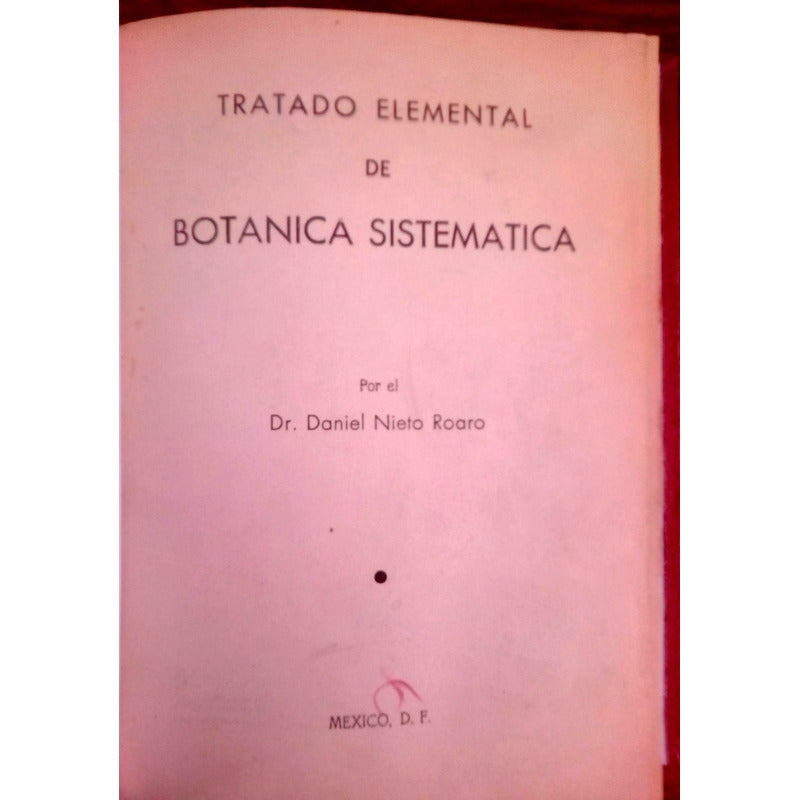 TRATADO ELEMENTAL
DE
BOTANICA SISTEMATICA
Por el
Dr. Daniel Nieto Roaro
MEXICO, D. F.